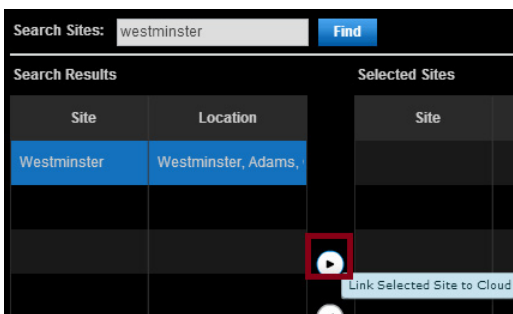 Search Sites: westminster Find
Search Results Selected Sites
Site Location Site
Westminster Westminster, Adams,
Link Selected Site to Cloud